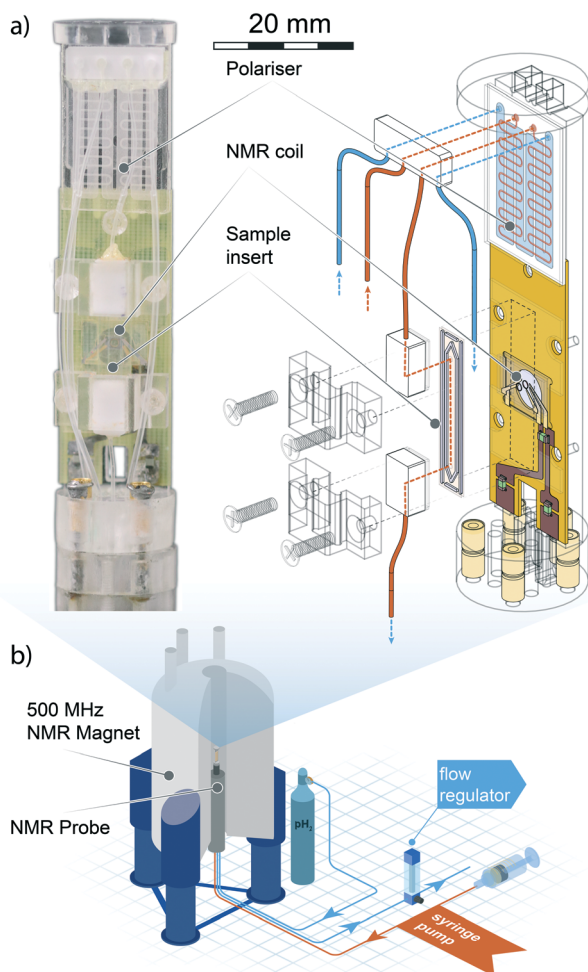 a)
20 mm
Polariser
NMR coil
Sample
insert
b)
500 MHz
NMR Magnet
NMR Probe
pH₂
flow
regulator
syringe
pump